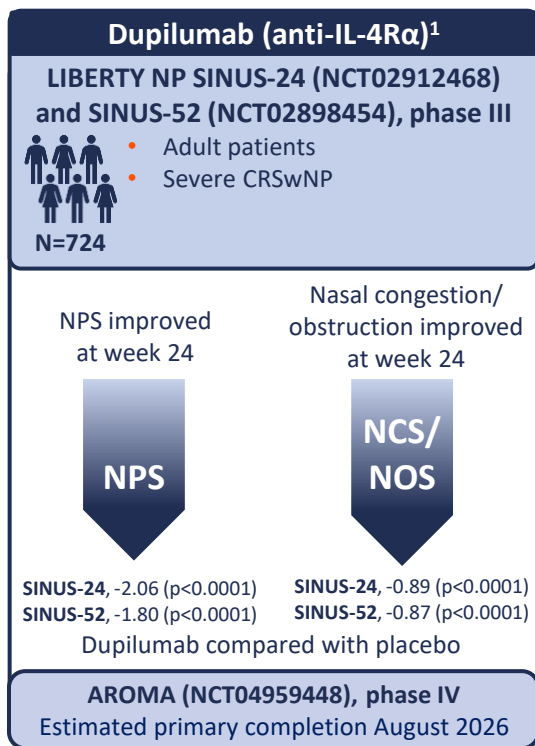 Dupilumab (anti-IL-4Rα)¹
LIBERTY NP SINUS-24 (NCT02912468)
and SINUS-52 (NCT02898454), phase III
• Adult patients
• Severe CRSwNP
N=724
NPS improved
at week 24
Nasal congestion/
obstruction improved
at week 24
NPS
NCS/
NOS
SINUS-24, -2.06 (p<0.0001)
SINUS-52, -1.80 (p<0.0001)
SINUS-24, -0.89 (p<0.0001)
SINUS-52, -0.87 (p<0.0001)
Dupilumab compared with placebo
AROMA (NCT04959448), phase IV
Estimated primary completion August 2026